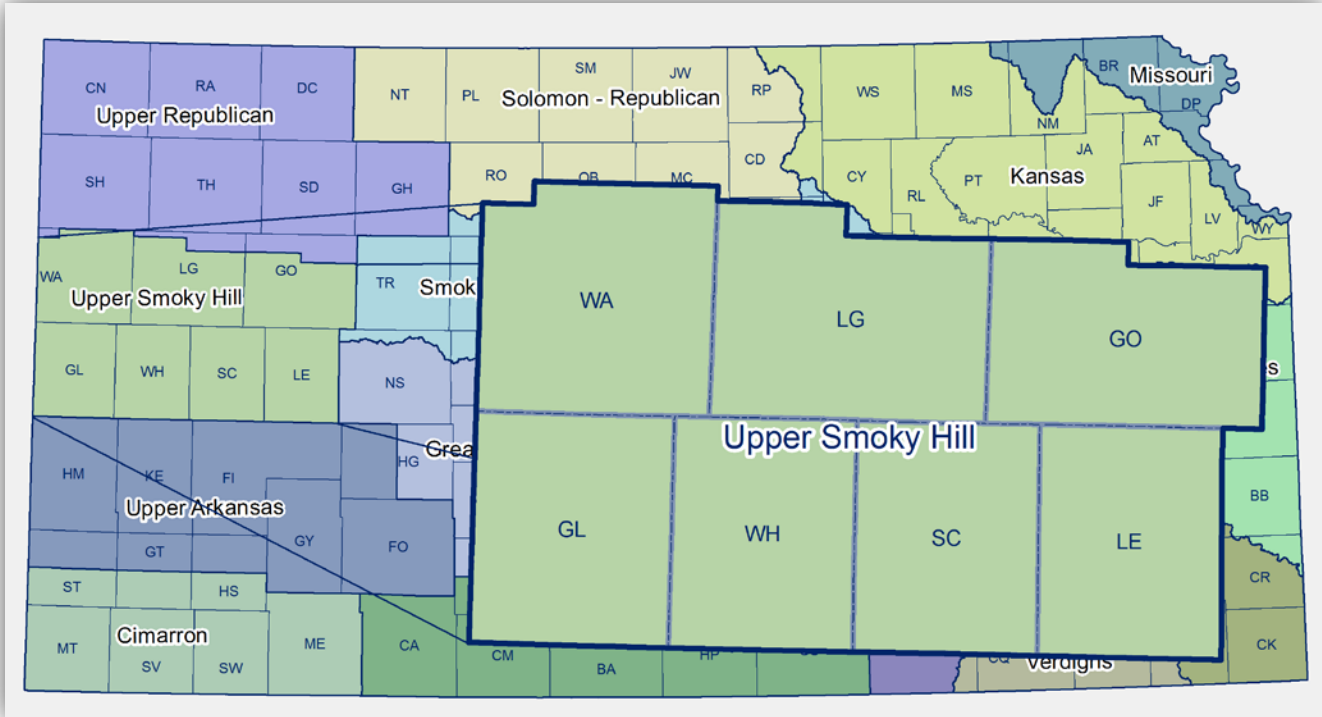 CN
RA
DC
NT
PL
SM
JW
RP
WS
MS
BR
Missouri
DP
Upper Republican
Solomon - Republican
NM
AT
JA
SH
TH
SD
GH
RO
OB
MC
CD
CY
RL
PT
Kansas
JF
LV
WY
WA
LG
GO
TR
Smok
Upper Smoky Hill
WA
LG
GO
GL
WH
SC
LE
NS
s
Upper Smoky Hill
HM
KE
FI
HG
Grea
Upper Arkansas
GT
GY
FO
GL
WH
SC
LE
BB
ST
HS
CR
MT
Cimarron
SV
SW
ME
CA
CM
BA
HP
CQ
Verdigris
CK